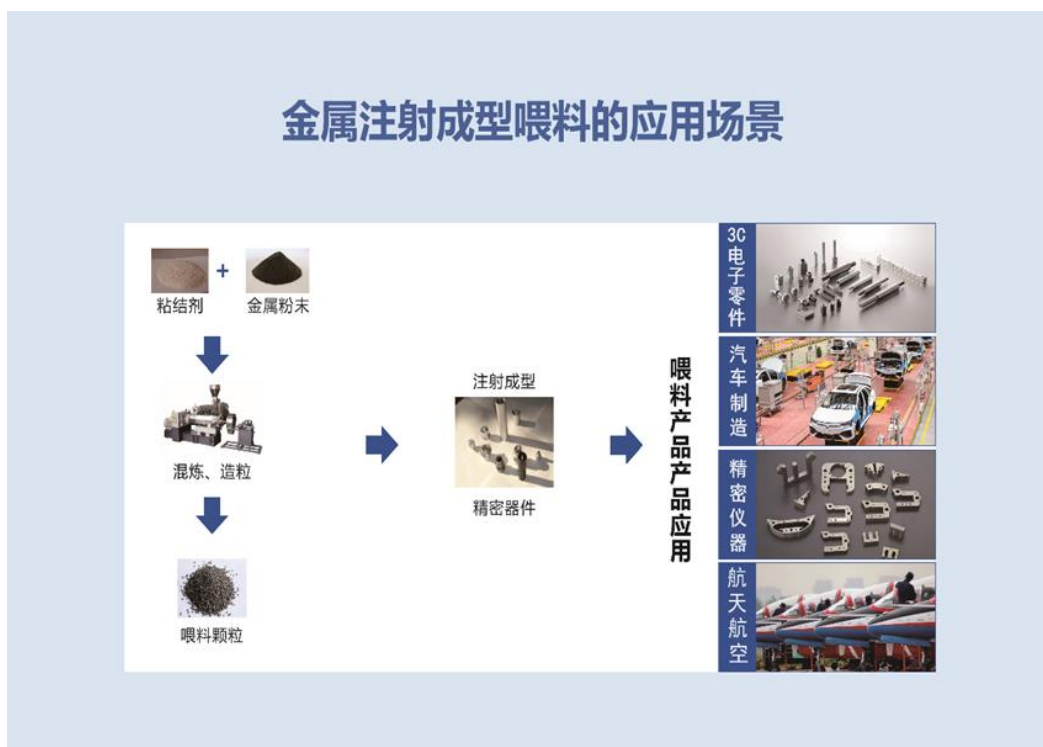 金属注射成型喂料的应用场景
+
粘结剂
金属粉末
混炼、造粒
喂料颗粒
注射成型
精密器件
喂料产品产品应用
3C电子零件
汽车制造
精密仪器
航天航空